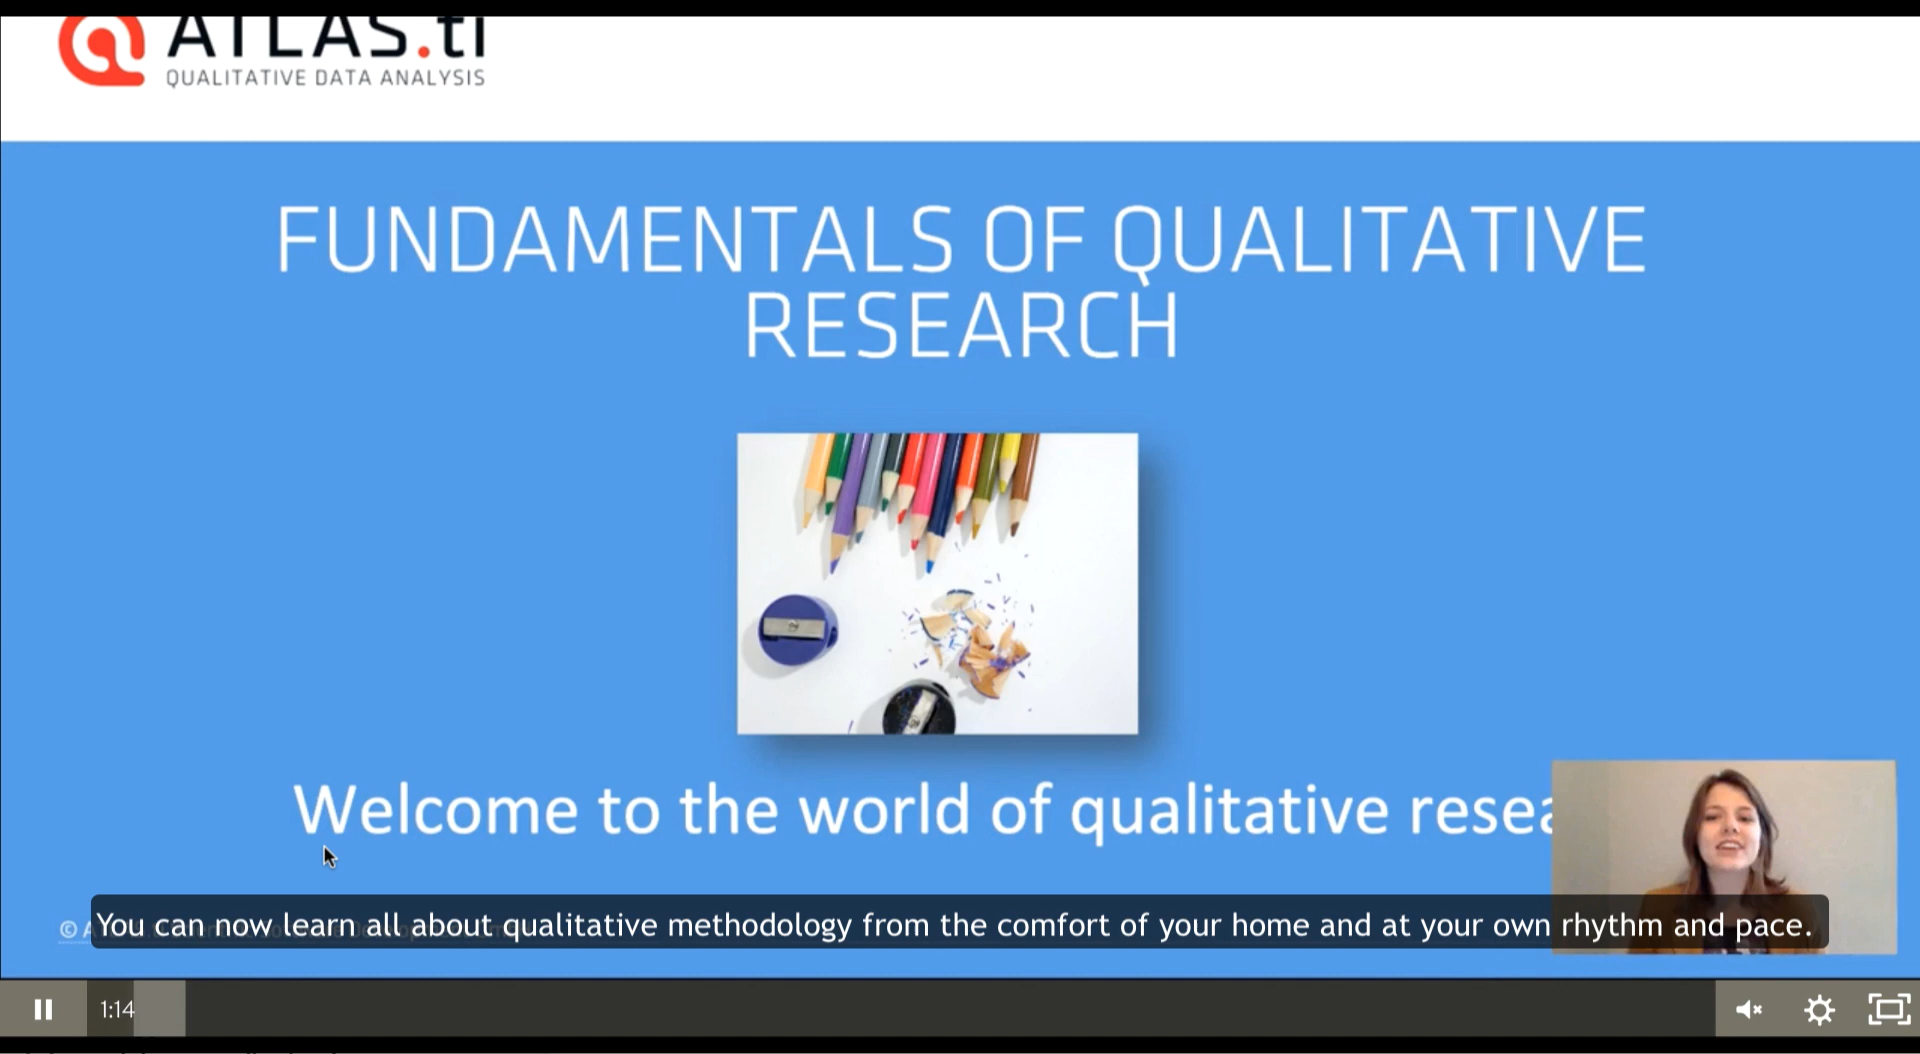 ATLAS.ti
QUALITATIVE DATA ANALYSIS
FUNDAMENTALS OF QUALITATIVE
RESEARCH
Welcome to the world of qualitative resea
You can now learn all about qualitative methodology from the comfort of your home and at your own rhythm and pace.
1:14